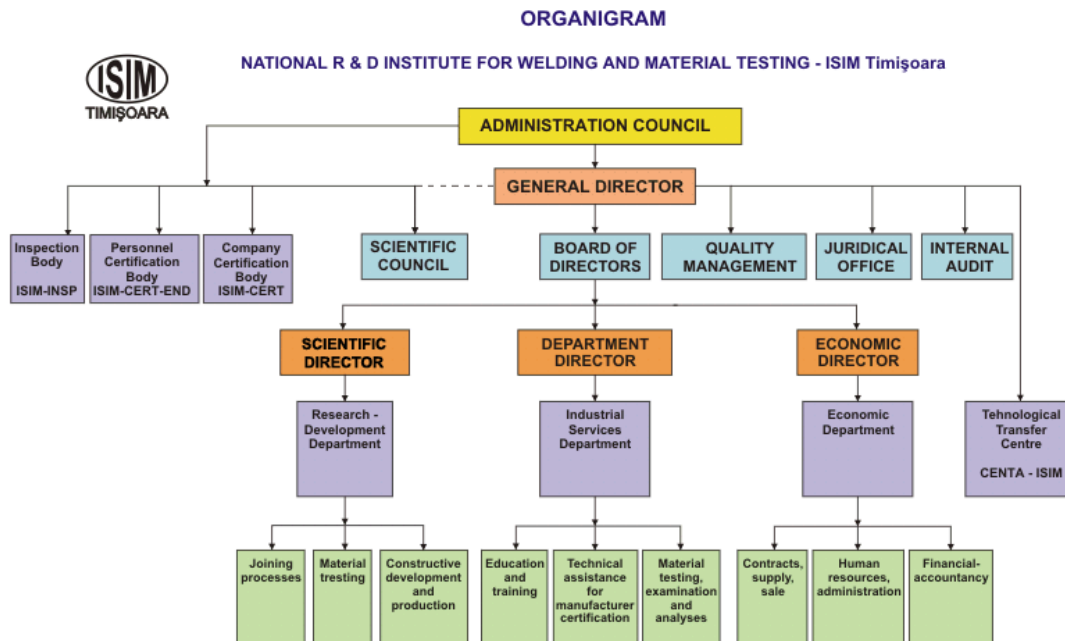 ORGANIGRAM
NATIONAL R & D INSTITUTE FOR WELDING AND MATERIAL TESTING - ISIM Timişoara
ISIM
TIMIŞOARA
ADMINISTRATION COUNCIL
GENERAL DIRECTOR
Inspection
Body
ISIM-INSP
Personnel
Certification
Body
ISIM-CERT-END
Company
Certification
Body
ISIM-CERT
SCIENTIFIC
COUNCIL
BOARD OF
DIRECTORS
QUALITY
MANAGEMENT
JURIDICAL
OFFICE
INTERNAL
AUDIT
SCIENTIFIC
DIRECTOR
DEPARTMENT
DIRECTOR
ECONOMIC
DIRECTOR
Research -
Development
Department
Industrial
Services
Department
Economic
Department
Tehnological
Transfer
Centre
CENTA - ISIM
Joining
processes
Material
tresting
Constructive
development
and
production
Education
and
training
Technical
assistance
for
manufacturer
certification
Material
testing,
examination
and
analyses
Contracts,
supply,
sale
Human
resources,
administration
Financial-
accountancy